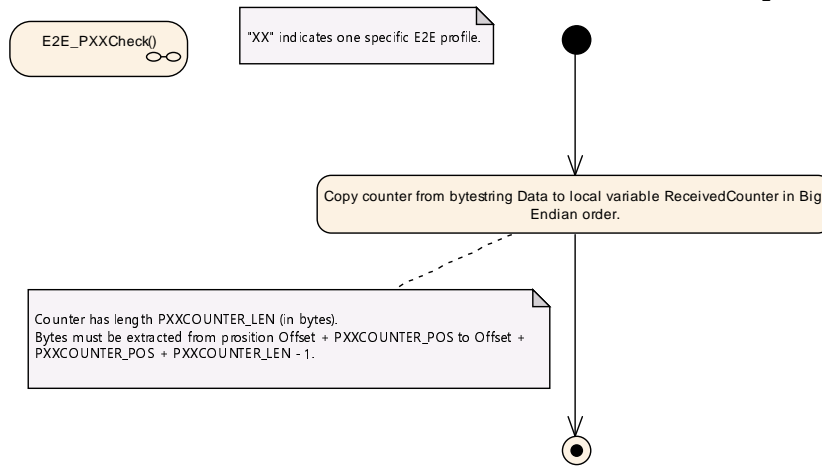 E2E_PXXCheck()
"XX" indicates one specific E2E profile.
Copy counter from bytestring Data to local variable ReceivedCounter in Big
Endian order.
Counter has length PXXCOUNTER_LEN (in bytes).
Bytes must be extracted from prosition Offset + PXXCOUNTER_POS to Offset +
PXXCOUNTER_POS + PXXCOUNTER_LEN - 1.